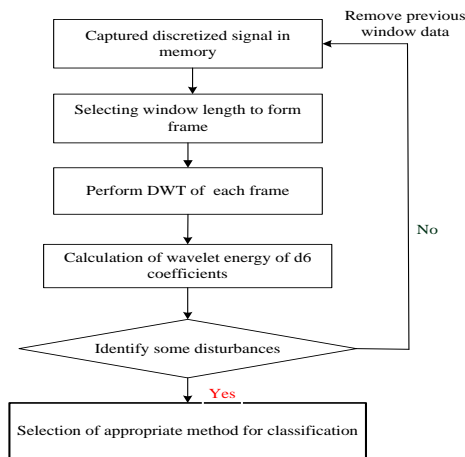 Remove previous
window data
Captured discretized signal in
memory
Selecting window length to form
frame
Perform DWT of each frame
No
Calculation of wavelet energy of d6
coefficients
Identify some disturbances
Yes
Selection of appropriate method for classification